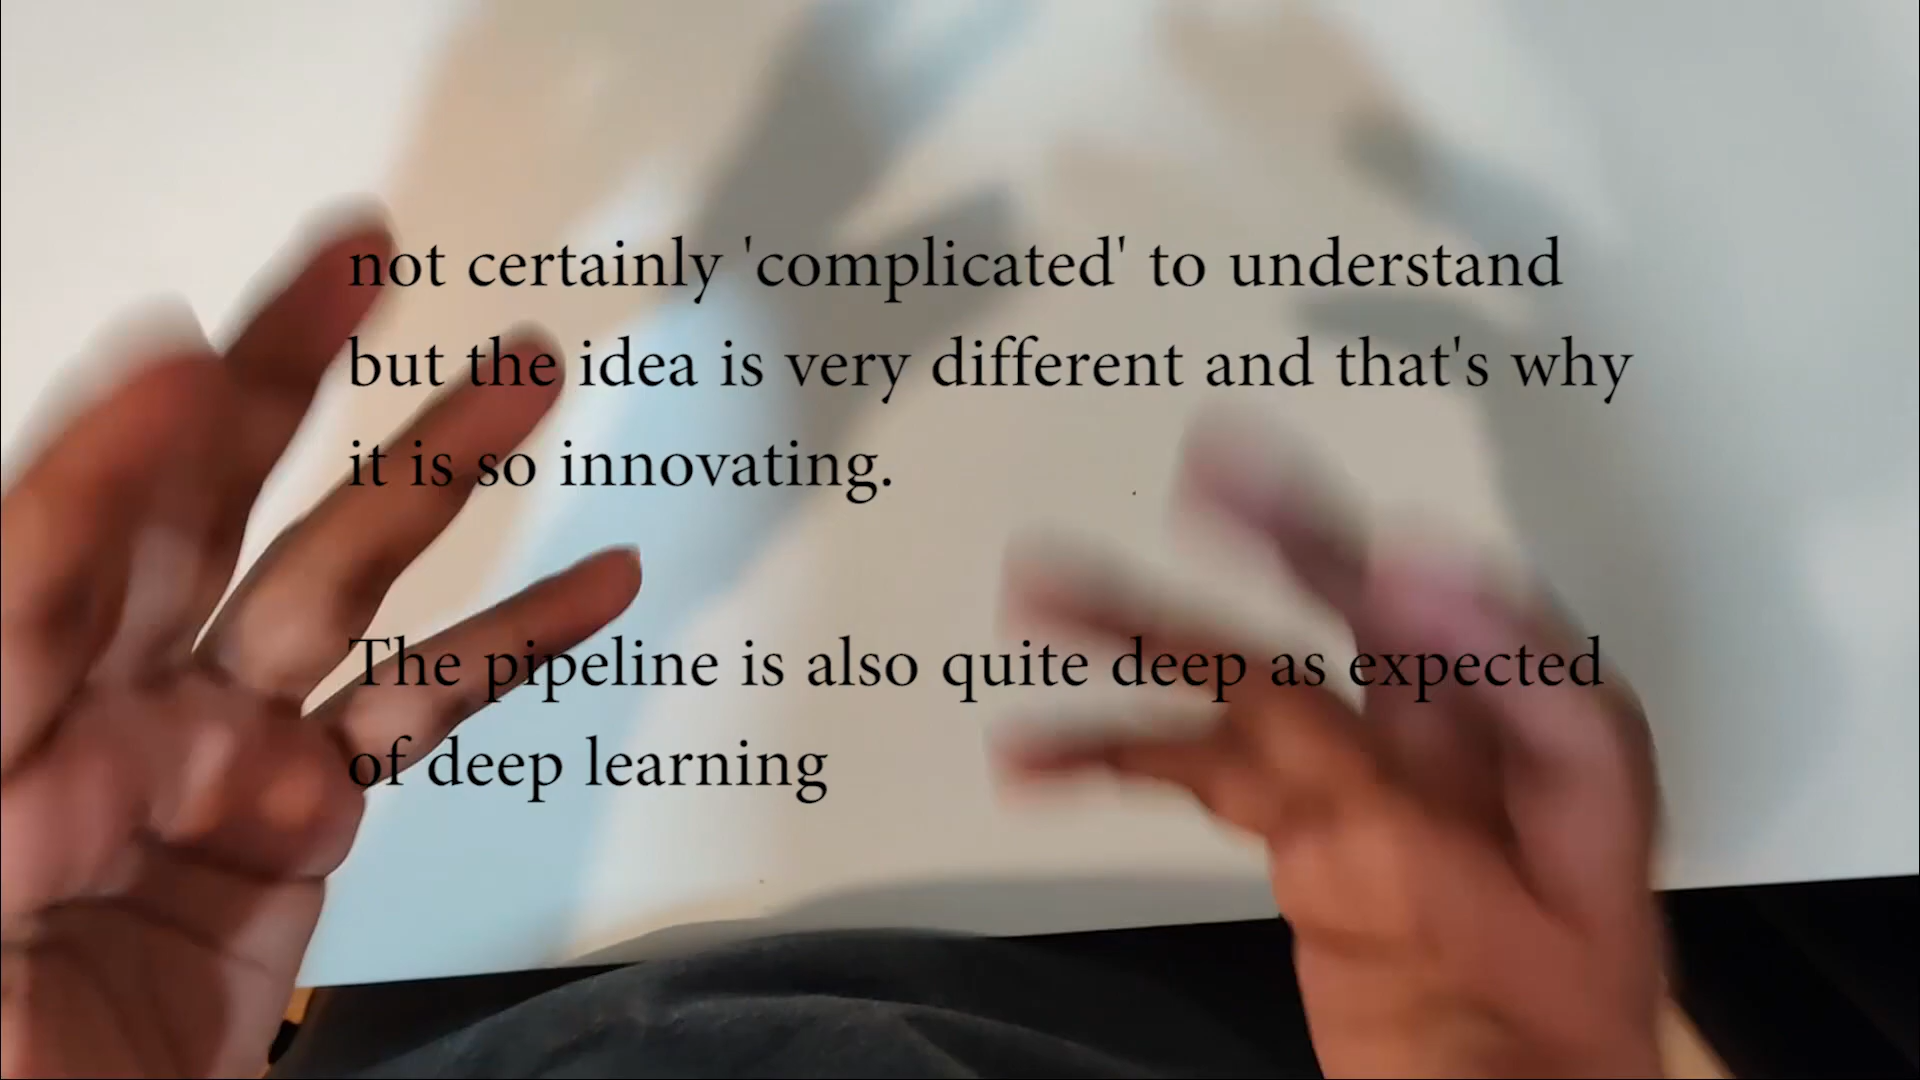 not certainly 'complicated' to understand
but the idea is very different and that's why
it is so innovating.
The pipeline is also quite deep as expected
of deep learning